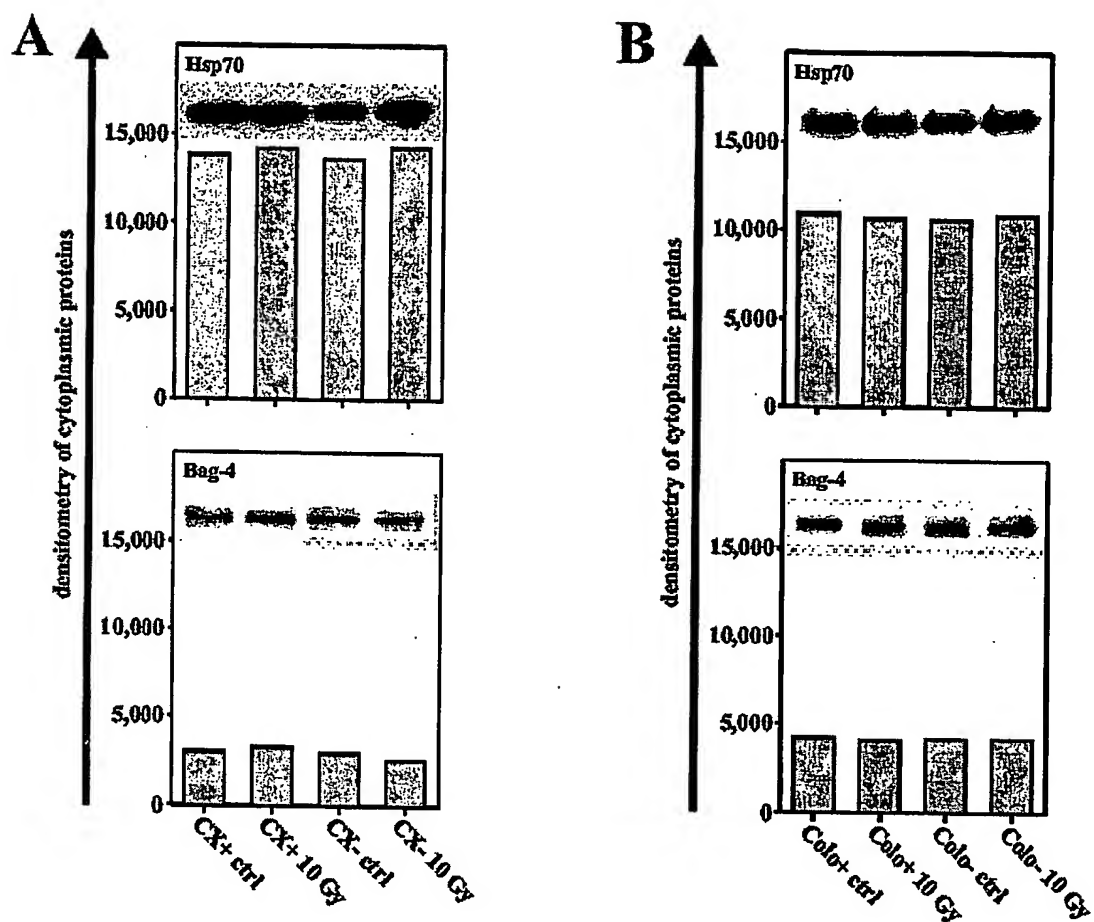 A
densitometry of cytoplasmic proteins
Hsp70
15,000
10,000
5,000
0
Bag-4
15,000
10,000
5,000
0
CX+ ctrl
CX+ 10 Gy
CX- ctrl
CX- 10 Gy
B
densitometry of cytoplasmic proteins
Hsp70
15,000
10,000
5,000
0
Bag-4
15,000
10,000
5,000
0
Colo+ ctrl
Colo+ 10 Gy
Colo- ctrl
Colo- 10 Gy